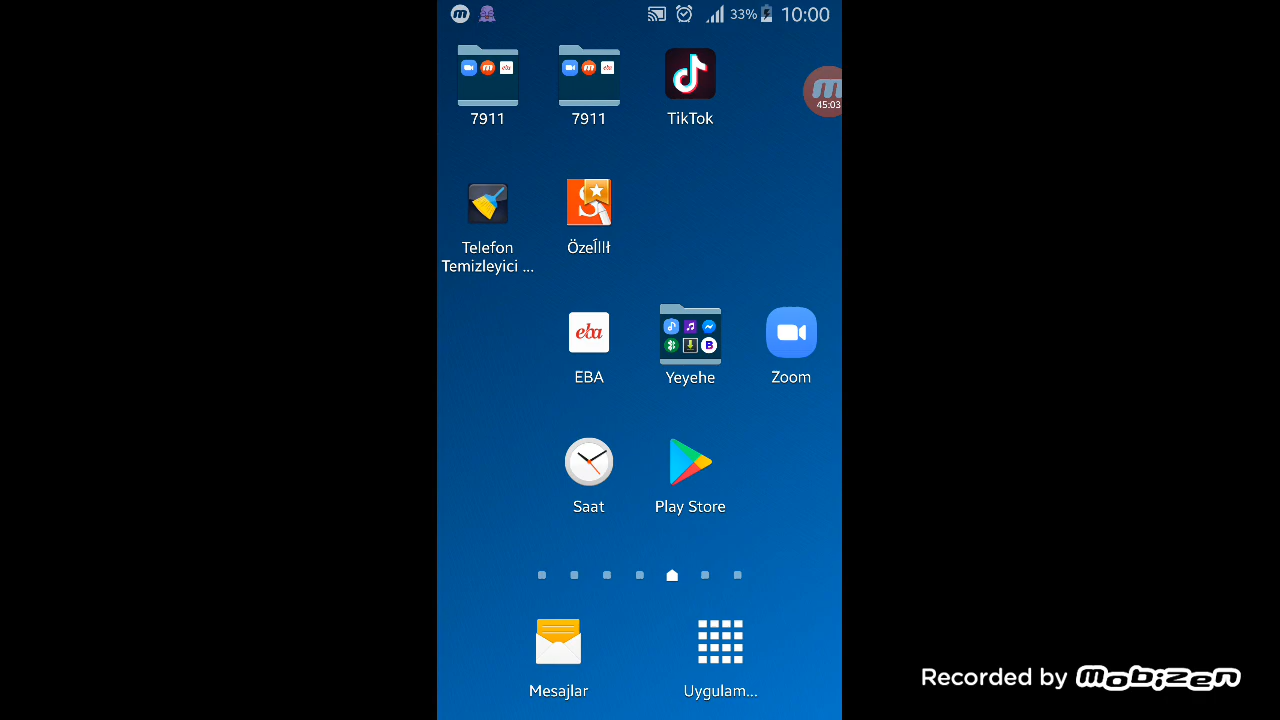 33% 10:00
45:03
7911 7911 TikTok
Telefon
Temizleyici ...
eba
EBA Yeyehe Zoom
Saat Play Store
Mesajlar Uygulam...
Recorded by mobizen